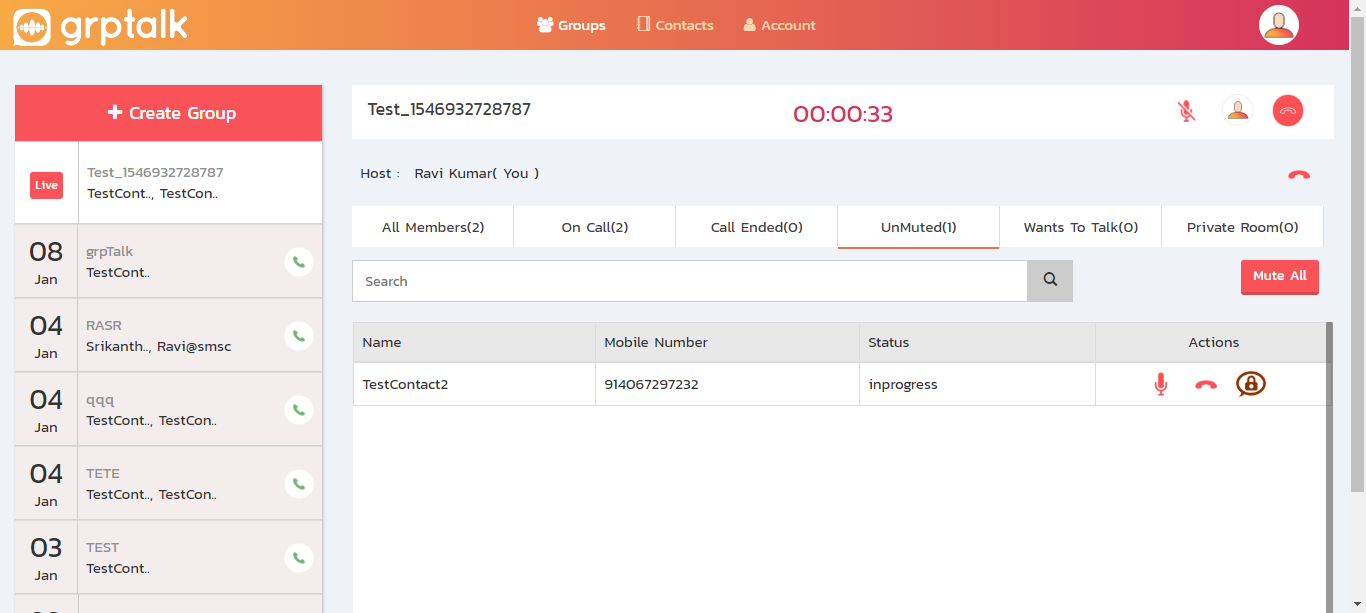 grptalk
Groups
Contacts
Account
Create Group
Live
Test_1546932728787
TestCont.., TestCon..
08
Jan
grpTalk
TestCont..
04
Jan
RASR
Srikanth.., Ravi@smsc
04
Jan
qqq
TestCont.., TestCon..
04
Jan
TETE
TestCont.., TestCon..
03
Jan
TEST
TestCont..
Test_1546932728787
00:00:33
Host : Ravi Kumar( You )
All Members(2)
On Call(2)
Call Ended(0)
UnMuted(1)
Wants To Talk(0)
Private Room(0)
Search
Mute All
Name
Mobile Number
Status
Actions
TestContact2
914067297232
inprogress